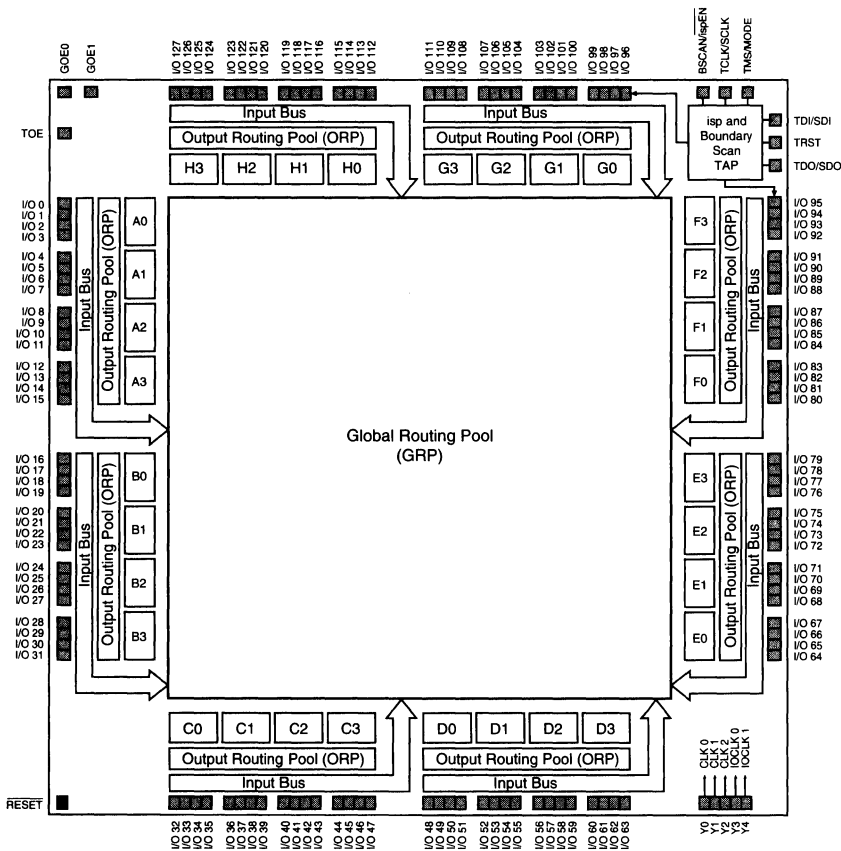 GOE0
GOE1
I/O 127
I/O 126
I/O 125
I/O 124
I/O 123
I/O 122
I/O 121
I/O 120
I/O 119
I/O 118
I/O 117
I/O 116
I/O 115
I/O 114
I/O 113
I/O 112
I/O 111
I/O 110
I/O 109
I/O 108
I/O 107
I/O 106
I/O 105
I/O 104
I/O 103
I/O 102
I/O 101
I/O 100
I/O 99
I/O 98
I/O 97
I/O 96
BSCAN/ispEN
TCLK/SCLK
TMS/MODE
TOE
Input Bus
Output Routing Pool (ORP)
H3 H2 H1 H0
Input Bus
Output Routing Pool (ORP)
G3 G2 G1 G0
isp and
Boundary
Scan
TAP
TDI/SDI
TRST
TDO/SDO
I/O 0
I/O 1
I/O 2
I/O 3
I/O 4
I/O 5
I/O 6
I/O 7
I/O 8
I/O 9
I/O 10
I/O 11
I/O 12
I/O 13
I/O 14
I/O 15
Input Bus
Output Routing Pool (ORP)
A0
A1
A2
A3
I/O 16
I/O 17
I/O 18
I/O 19
I/O 20
I/O 21
I/O 22
I/O 23
I/O 24
I/O 25
I/O 26
I/O 27
I/O 28
I/O 29
I/O 30
I/O 31
Input Bus
Output Routing Pool (ORP)
B0
B1
B2
B3
Global Routing Pool
(GRP)
F3
F2
F1
F0
Output Routing Pool (ORP)
Input Bus
I/O 95
I/O 94
I/O 93
I/O 92
I/O 91
I/O 90
I/O 89
I/O 88
I/O 87
I/O 86
I/O 85
I/O 84
I/O 83
I/O 82
I/O 81
I/O 80
E3
E2
E1
E0
Output Routing Pool (ORP)
Input Bus
I/O 79
I/O 78
I/O 77
I/O 76
I/O 75
I/O 74
I/O 73
I/O 72
I/O 71
I/O 70
I/O 69
I/O 68
I/O 67
I/O 66
I/O 65
I/O 64
C0 C1 C2 C3
Output Routing Pool (ORP)
Input Bus
D0 D1 D2 D3
Output Routing Pool (ORP)
Input Bus
CLK 0
CLK 1
CLK 2
IOCLK 0
IOCLK 1
RESET
I/O 32
I/O 33
I/O 34
I/O 35
I/O 36
I/O 37
I/O 38
I/O 39
I/O 40
I/O 41
I/O 42
I/O 43
I/O 44
I/O 45
I/O 46
I/O 47
I/O 48
I/O 49
I/O 50
I/O 51
I/O 52
I/O 53
I/O 54
I/O 55
I/O 56
I/O 57
I/O 58
I/O 59
I/O 60
I/O 61
I/O 62
I/O 63
Y0
Y1
Y2
Y3
Y4